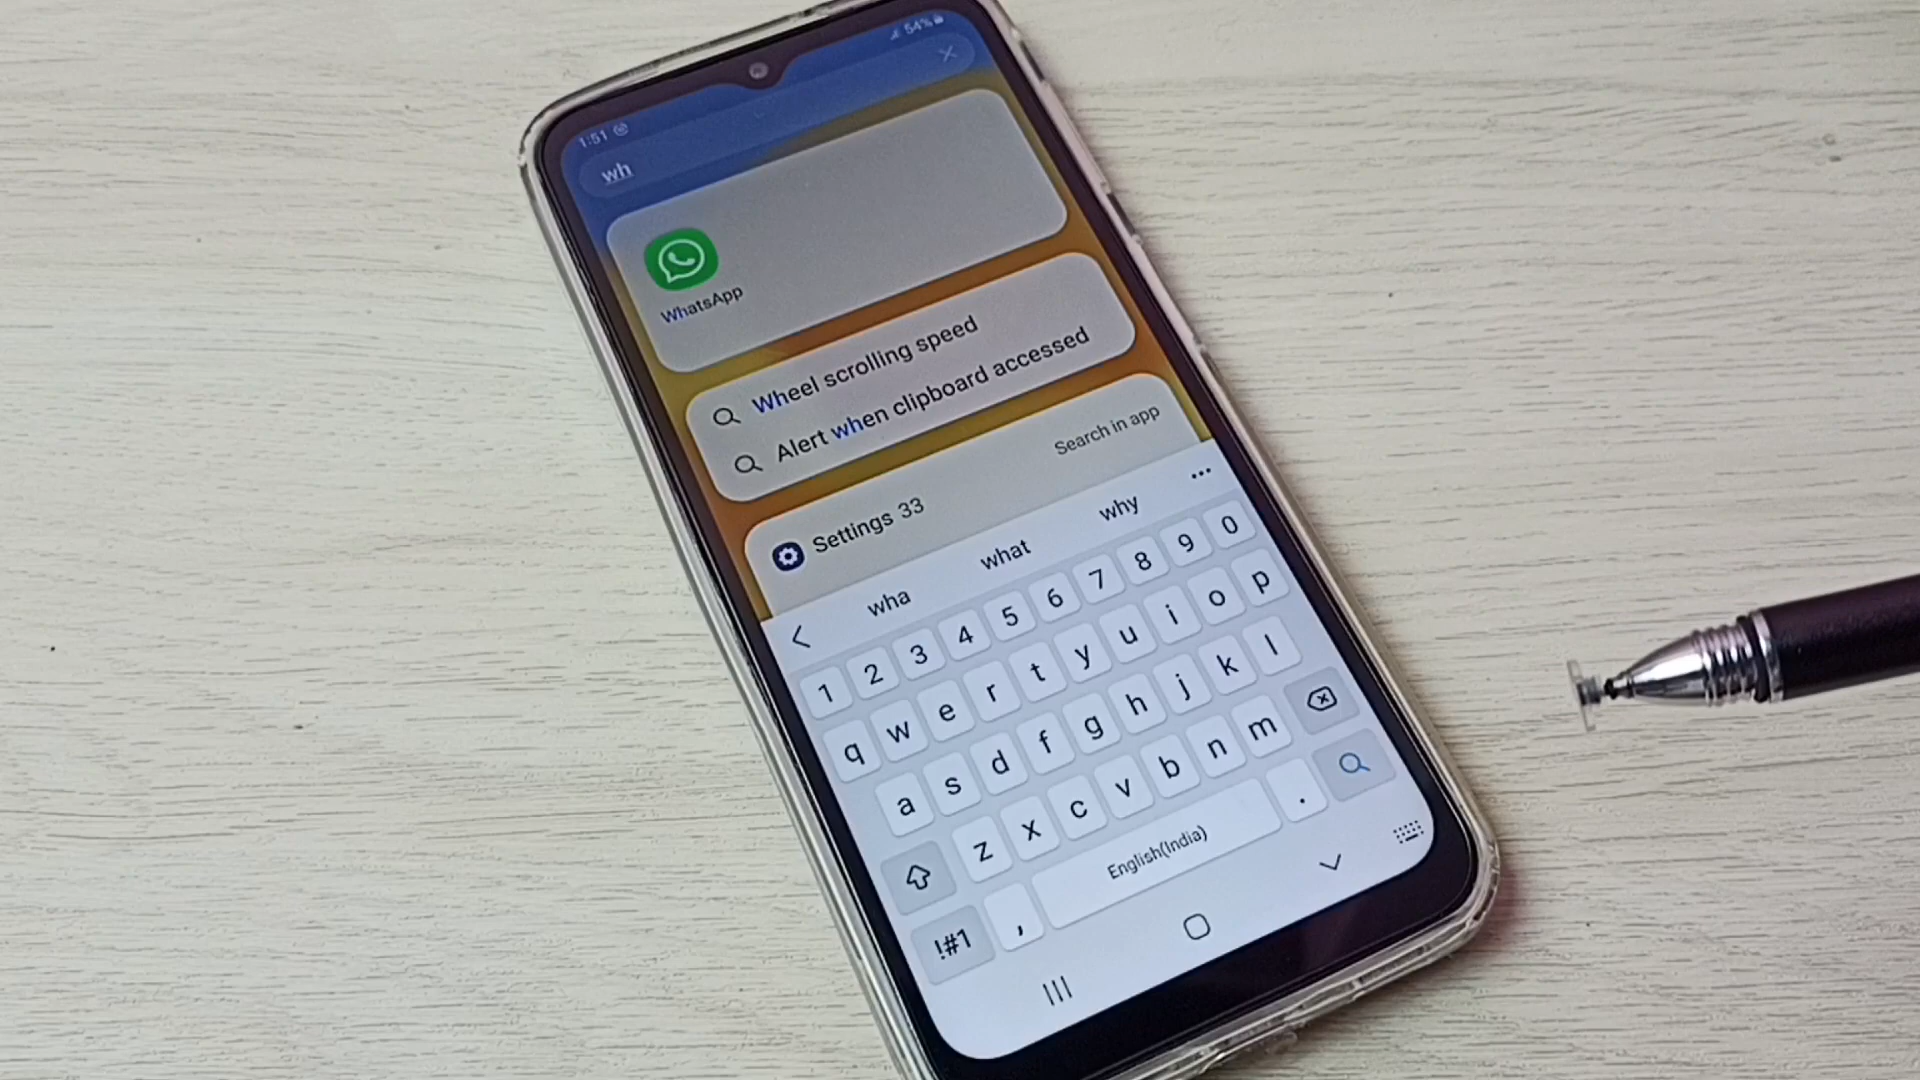 54%
1:51
wh
WhatsApp
Wheel scrolling speed
Alert when clipboard accessed
Search in app
Settings 33
wha what why
1 2 3 4 5 6 7 8 9 0
q w e r t y u i o p
a s d f g h j k l
z x c v b n m
!#1 , English(India) .